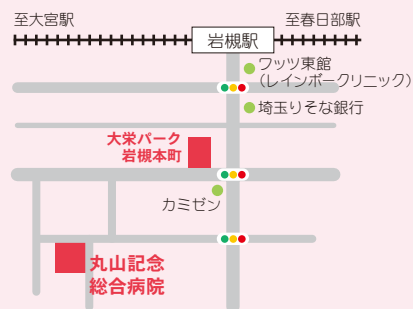 至大宮駅
至春日部駅
岩槻駅
ワッツ東館
（レインボークリニック）
埼玉りそな銀行
大栄パーク
岩槻本町
カミゼン
丸山記念
総合病院